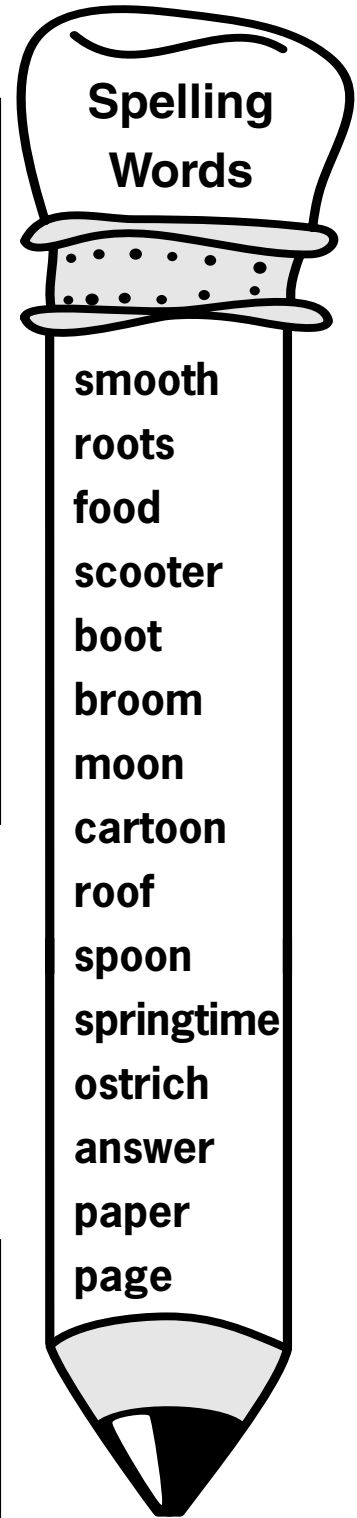 Spelling
Words
smooth
roots
food
scooter
boot
broom
moon
cartoon
roof
spoon
springtime
ostrich
answer
paper
page